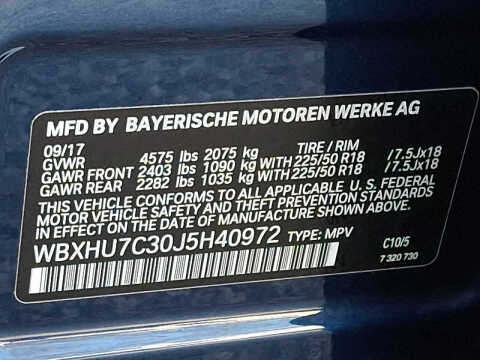 MFD BY BAYERISCHE MOTOREN WERKE AG
09/17 TIRE / RIM
GVWR 4575 lbs 2075 kg
GAWR FRONT 2403 lbs 1090 kg WITH 225/50 R18 / 7.5Jx18
GAWR REAR 2282 lbs 1035 kg WITH 225/50 R18 / 7.5Jx18
THIS VEHICLE CONFORMS TO ALL APPLICABLE U. S. FEDERAL
MOTOR VEHICLE SAFETY, BUMPER, AND THEFT PREVENTION
STANDARDS IN EFFECT ON THE DATE OF MANUFACTURE
SHOWN ABOVE.
WBXHU7C30J5H40972 TYPE: MPV C10/5
7 320 730